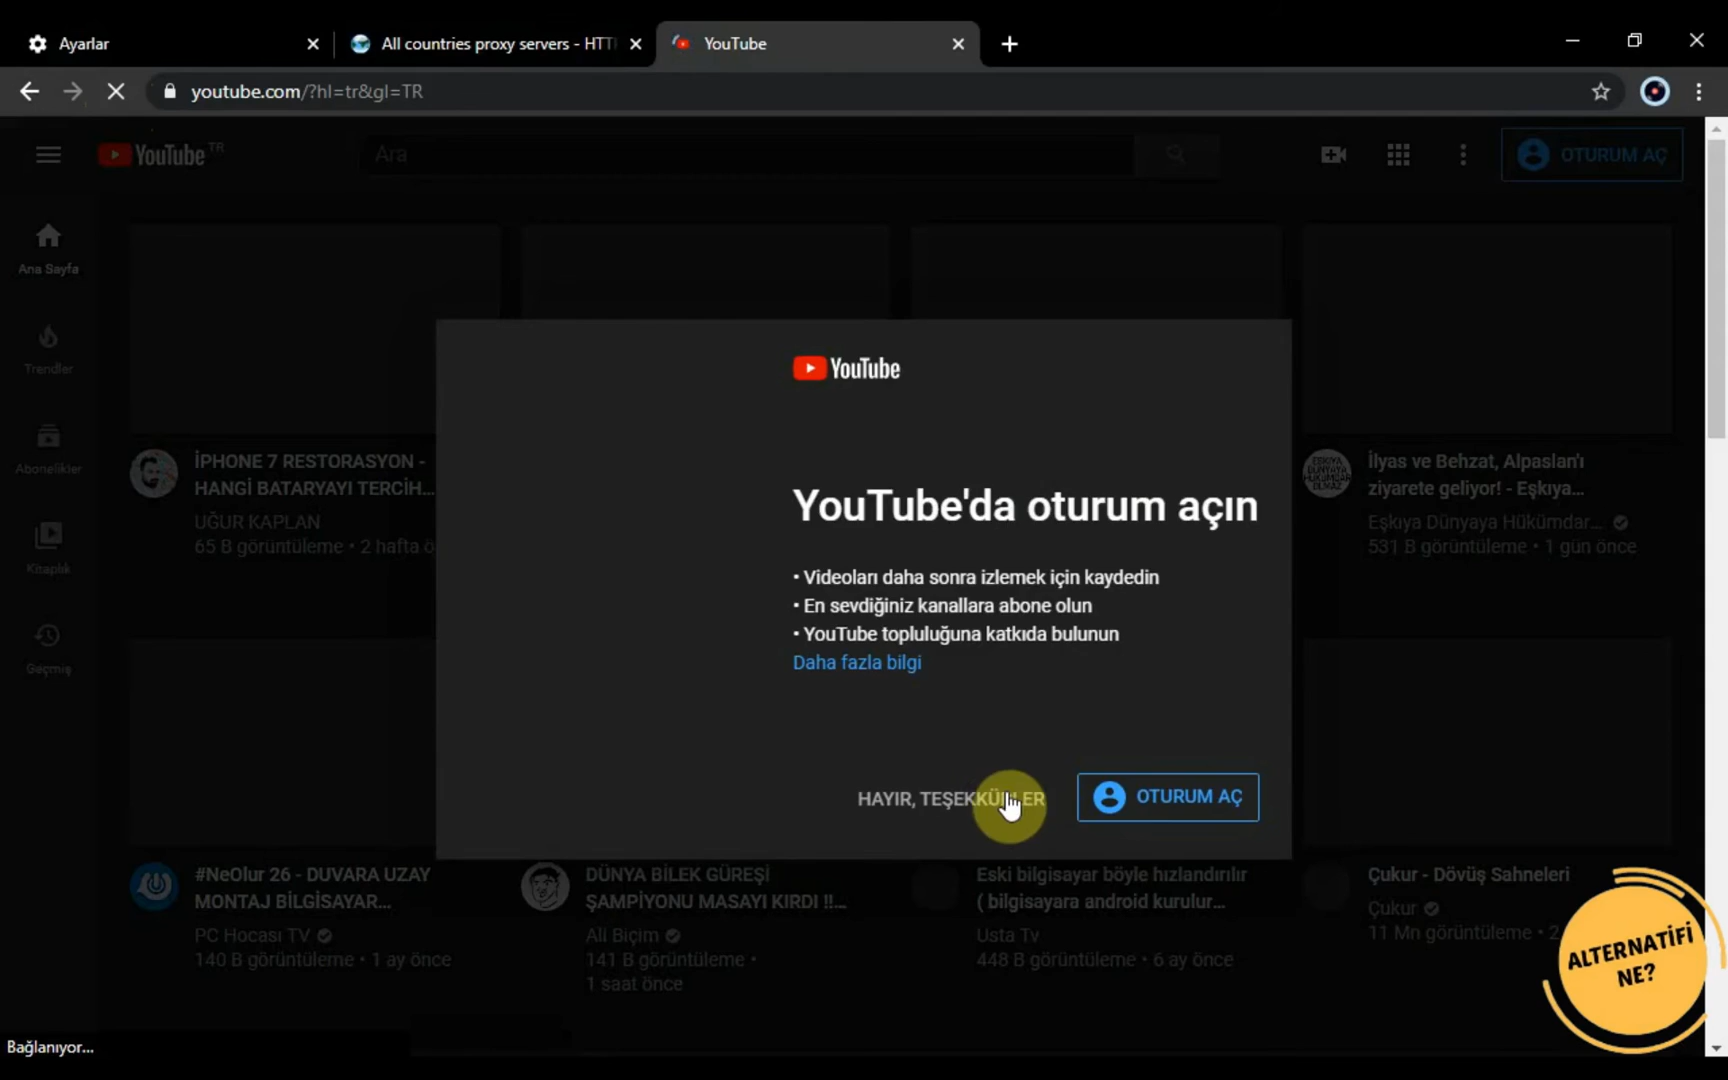 Ayarlar
All countries proxy servers - HTT
YouTube
youtube.com/?hl=tr&gl=TR
YouTube TR
Ara
OTURUM AÇ
Ana Sayfa
Trendler
Abonelikler
Kitaplık
Geçmiş
İPHONE 7 RESTORASYON -
HANGİ BATARYAYI TERCİH...
UĞUR KAPLAN
65 B görüntüleme • 2 hafta ö
İlyas ve Behzat, Alpaslan'ı
ziyarete geliyor! - Eşkıya...
Eşkıya Dünyaya Hükümdar...
531 B görüntüleme • 1 gün önce
YouTube
YouTube'da oturum açın
• Videoları daha sonra izlemek için kaydedin
• En sevdiğiniz kanallara abone olun
• YouTube topluluğuna katkıda bulunun
Daha fazla bilgi
HAYIR, TEŞEKKÜRLER
OTURUM AÇ
#NeOlur 26 - DUVARA UZAY
MONTAJ BİLGİSAYAR...
PC Hocası TV
140 B görüntüleme • 1 ay önce
DÜNYA BİLEK GÜREŞİ
ŞAMPİYONU MASAYI KIRDI !!...
Ali Biçim
141 B görüntüleme •
1 saat önce
Eski bilgisayar böyle hızlandırılır
( bilgisayara android kurulur...
Usta Tv
448 B görüntüleme • 6 ay önce
Çukur - Dövüş Sahneleri
Çukur
11 Mn görüntüleme • 2
ALTERNATİFİ
NE?
Bağlanıyor...